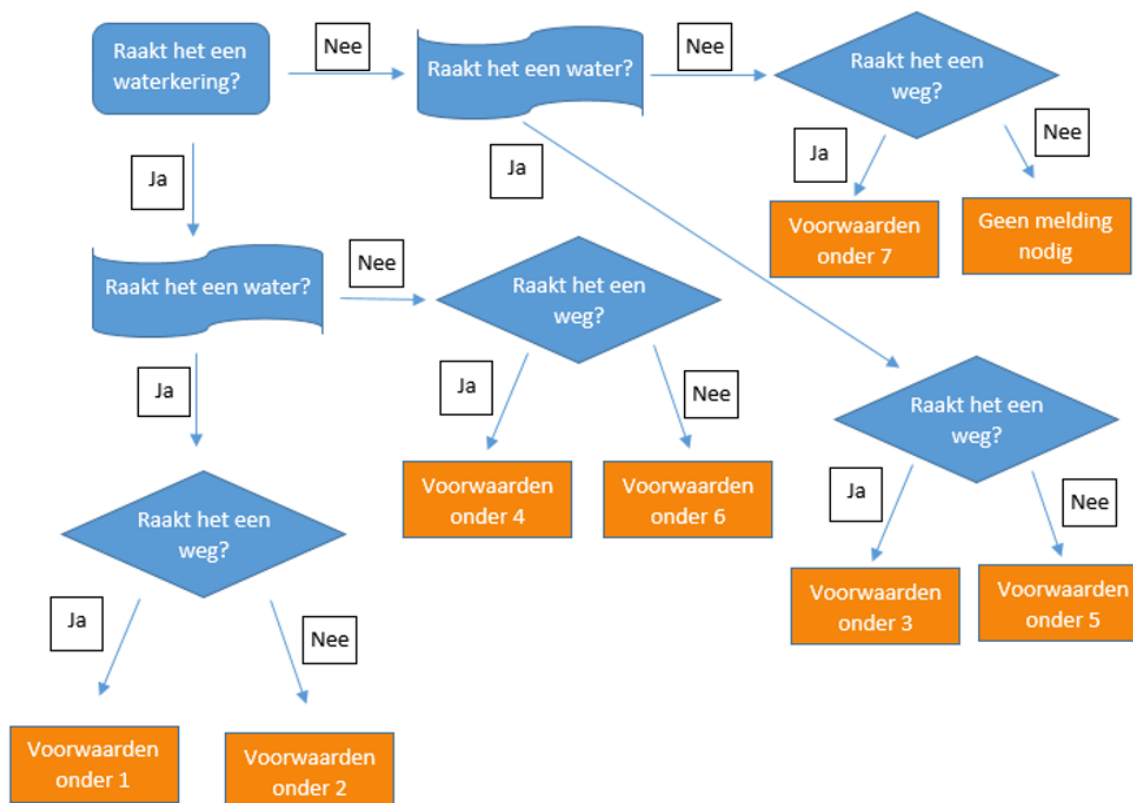 Raakt het een
waterkering?
Nee
Raakt het een water?
Nee
Raakt het een
weg?
Ja
Ja
Ja
Nee
Voorwaarden
onder 7
Geen melding
nodig
Raakt het een water?
Nee
Raakt het een
weg?
Ja
Ja
Nee
Raakt het een
weg?
Voorwaarden
onder 4
Voorwaarden
onder 6
Ja
Nee
Raakt het een
weg?
Voorwaarden
onder 3
Voorwaarden
onder 5
Ja
Nee
Voorwaarden
onder 1
Voorwaarden
onder 2